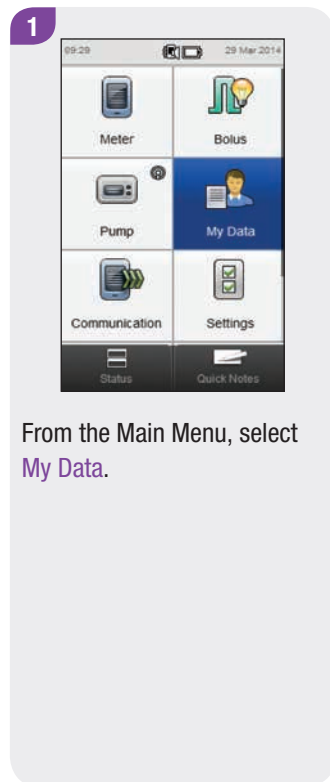 1
09:29 29 Mar 2014
Meter Bolus
Pump My Data
Communication Settings
Status Quick Notes
From the Main Menu, select
My Data.